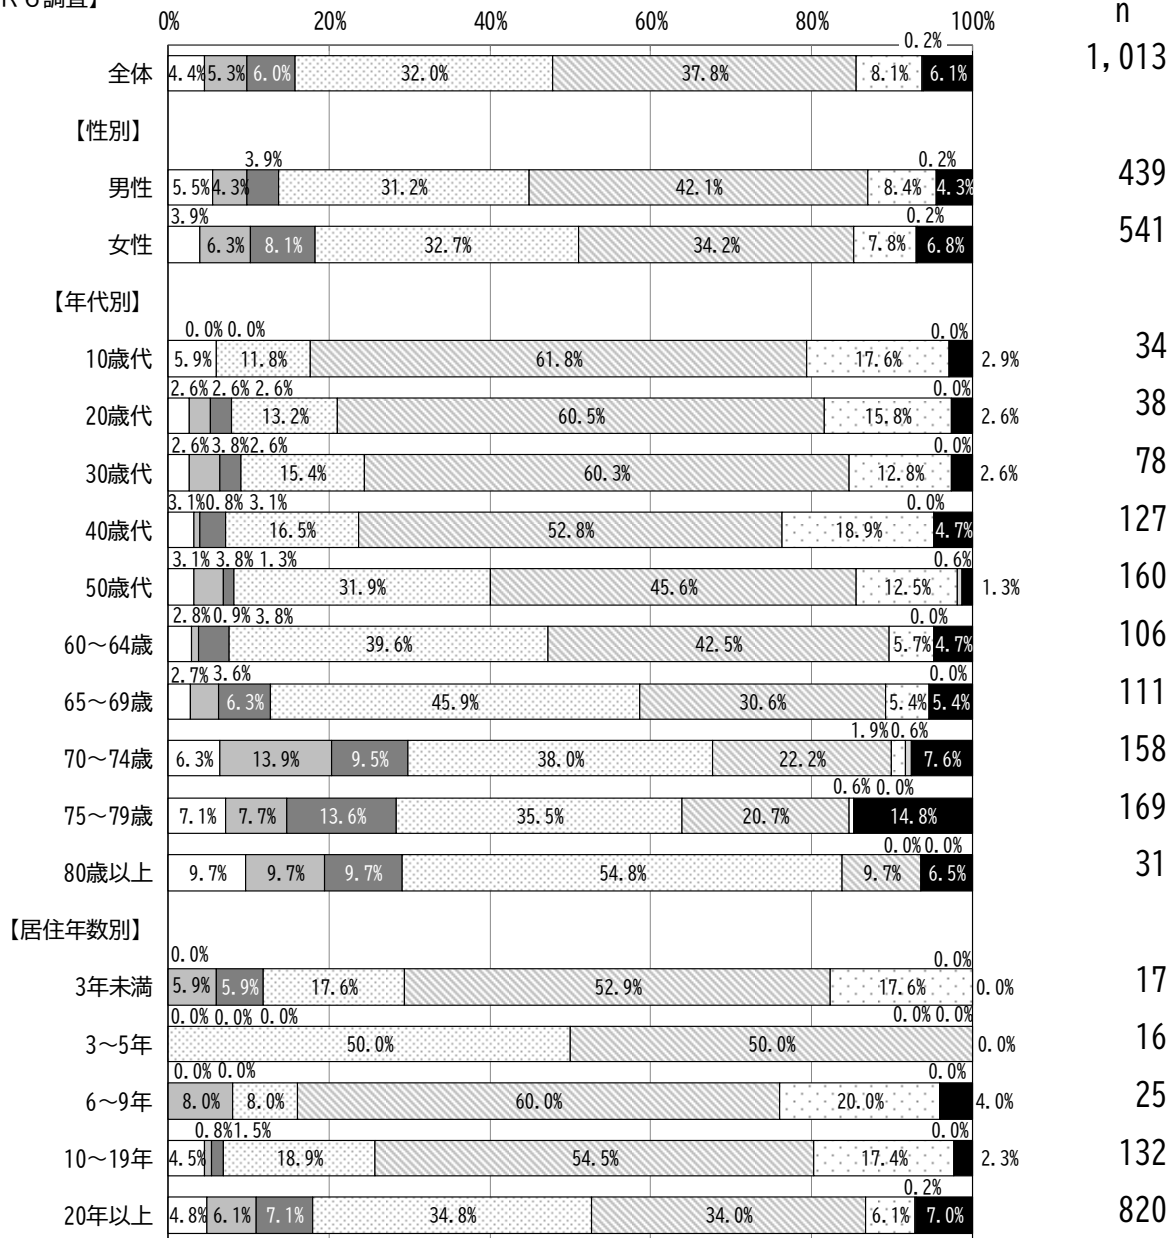 調査】
0% 20% 40% 60% 80% 100% n
0.2%
全体 4.4% 5.3% 6.0% 32.0% 37.8% 8.1% 6.1% 1,013
【性別】
3.9% 0.2%
男性 5.5% 4.3% 31.2% 42.1% 8.4% 4.3% 439
3.9% 0.2%
女性 6.3% 8.1% 32.7% 34.2% 7.8% 6.8% 541
【年代別】
0.0% 0.0% 0.0%
10歳代 5.9% 11.8% 61.8% 17.6% 2.9% 34
2.6% 2.6% 2.6% 0.0%
20歳代 13.2% 60.5% 15.8% 2.6% 38
2.6% 3.8% 2.6% 0.0%
30歳代 15.4% 60.3% 12.8% 2.6% 78
3.1% 0.8% 3.1% 0.0%
40歳代 16.5% 52.8% 18.9% 4.7% 127
3.1% 3.8% 1.3% 0.6%
50歳代 31.9% 45.6% 12.5% 1.3% 160
2.8% 0.9% 3.8% 0.0%
60～64歳 39.6% 42.5% 5.7% 4.7% 106
2.7% 3.6% 0.0%
65～69歳 6.3% 45.9% 30.6% 5.4% 5.4% 111
1.9% 0.6%
70～74歳 6.3% 13.9% 9.5% 38.0% 22.2% 7.6% 158
0.6% 0.0%
75～79歳 7.1% 7.7% 13.6% 35.5% 20.7% 14.8% 169
0.0% 0.0%
80歳以上 9.7% 9.7% 9.7% 54.8% 9.7% 6.5% 31
【居住年数別】
0.0% 0.0%
3年未満 5.9% 5.9% 17.6% 52.9% 17.6% 0.0% 17
0.0% 0.0% 0.0% 0.0% 0.0%
3～5年 50.0% 50.0% 0.0% 16
0.0% 0.0% 0.0%
6～9年 8.0% 8.0% 60.0% 20.0% 4.0% 25
0.8% 1.5% 0.0%
10～19年 4.5% 18.9% 54.5% 17.4% 2.3% 132
0.2%
20年以上 4.8% 6.1% 7.1% 34.8% 34.0% 6.1% 7.0% 820